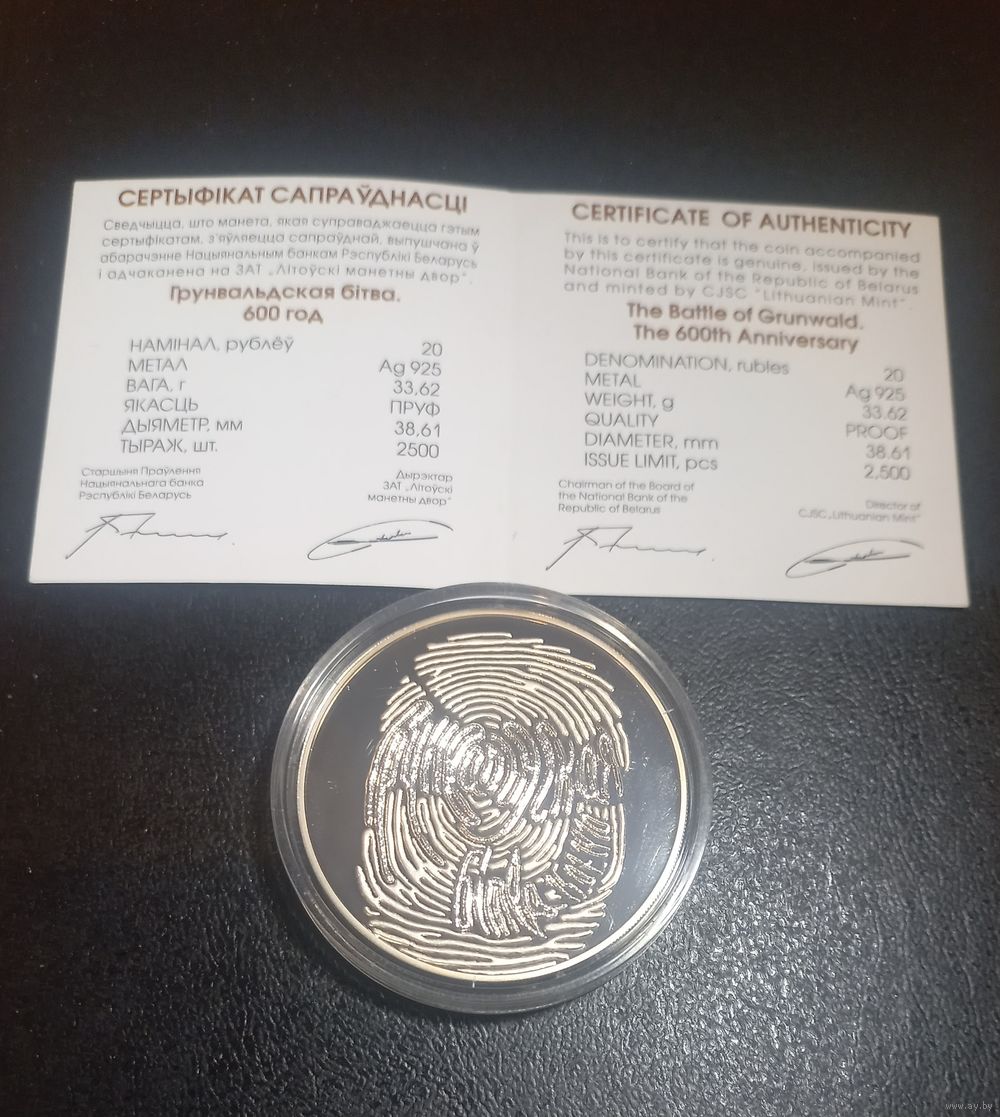 СЕРТЫФІКАТ САПРАЎДНАСЦІ
Сведчыцца, што манета, якая суправаджаецца гэтым
сертыфікатам, з'яўляецца сапраўднай, выпушчана ў
абарачэнне Нацыянальным банкам Рэспублікі Беларусь
і адчаканена на ЗАТ „Літоўскі манетны двор".
Грунвальдская бітва.
600 год
НАМІНАЛ, рублёў 20
МЕТАЛ Ag 925
ВАГА, г 33,62
ЯКАСЦЬ ПРУФ
ДЫЯМЕТР, мм 38,61
ТЫРАЖ, шт. 2500
Старшыня Праўлення
Нацыянальнага банка
Рэспублікі Беларусь
Дырэктар
ЗАТ „Літоўскі
манетны двор"
CERTIFICATE OF AUTHENTICITY
This is to certify that the coin accompanied
by this certificate is genuine, issued by the
National Bank of the Republic of Belarus
and minted by CJSC "Lithuanian Mint".
The Battle of Grunwald.
The 600th Anniversary
DENOMINATION, rubles 20
METAL Ag 925
WEIGHT, g 33.62
QUALITY PROOF
DIAMETER, mm 38.61
ISSUE LIMIT, pcs 2,500
Chairman of the Board of
the National Bank of the
Republic of Belarus
Director of
CJSC „Lithuanian Mint"
www.ay.by